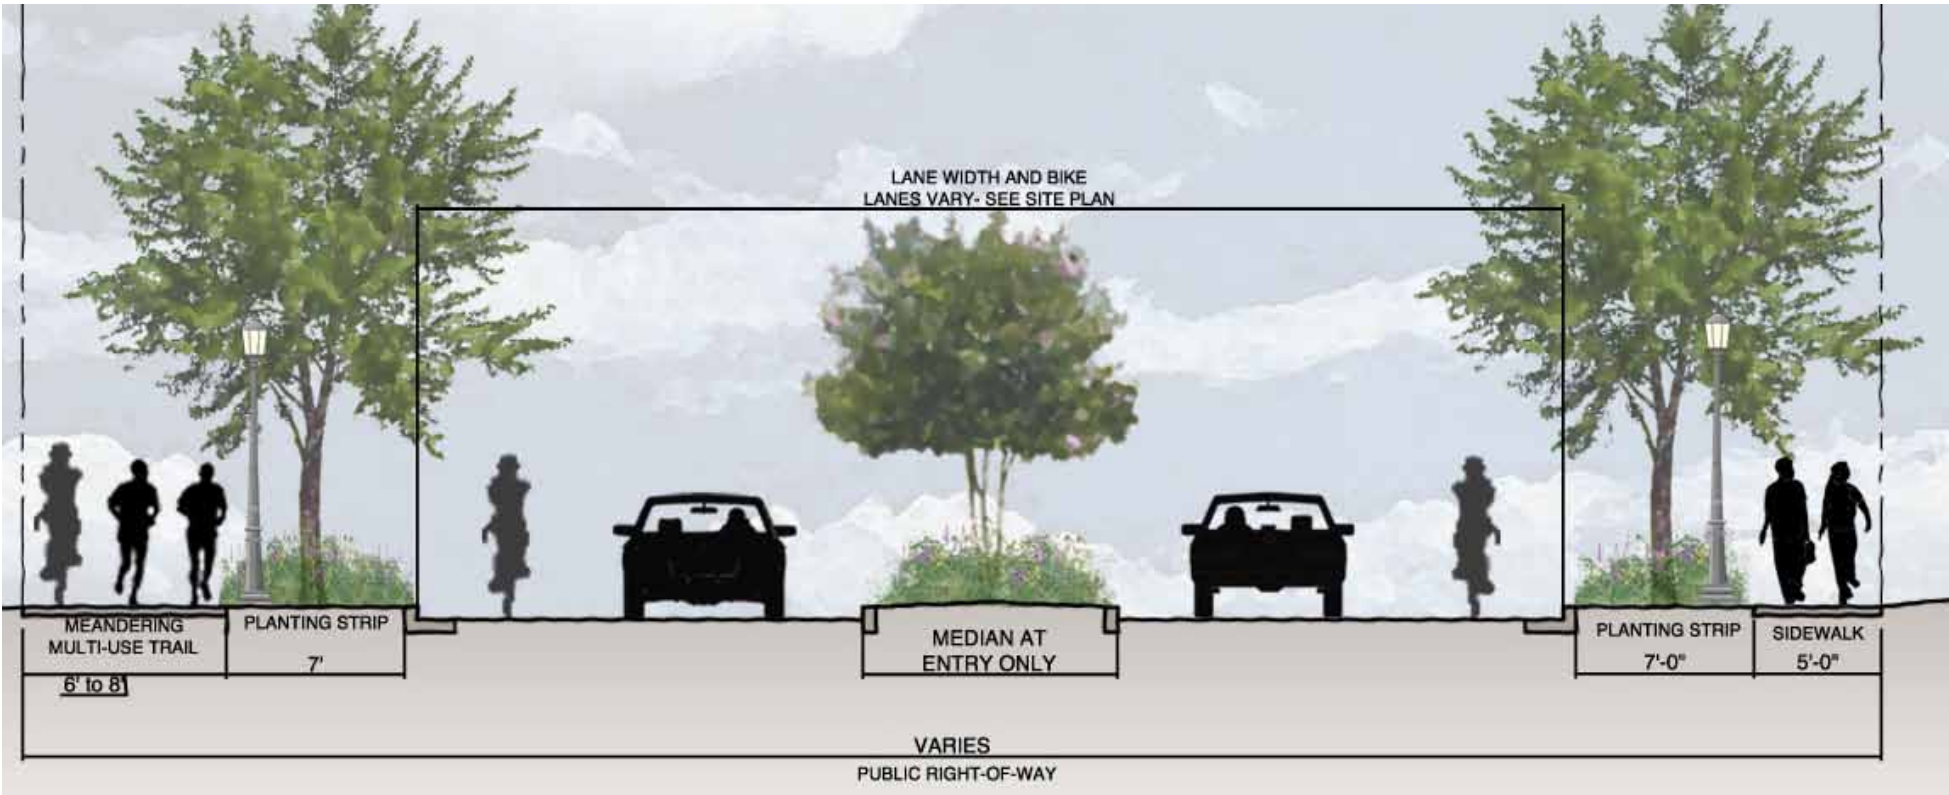 LANE WIDTH AND BIKE
LANES VARY- SEE SITE PLAN
MEANDERING
MULTI-USE TRAIL
6' to 8'
PLANTING STRIP
7'
MEDIAN AT
ENTRY ONLY
PLANTING STRIP
7'-0"
SIDEWALK
5'-0"
VARIES
PUBLIC RIGHT-OF-WAY